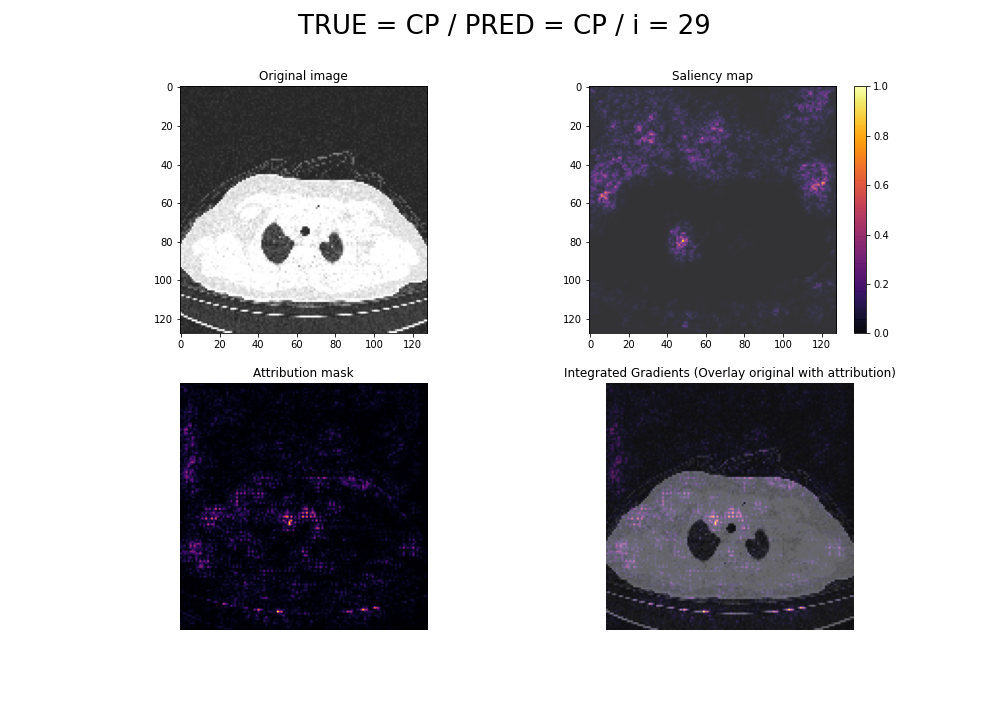 TRUE = CP / PRED = CP / i = 29
Original image
Saliency map
0
20
40
60
80
100
120
0 20 40 60 80 100 120
0
20
40
60
80
100
120
0 20 40 60 80 100 120
1.0
0.8
0.6
0.4
0.2
0.0
Attribution mask
Integrated Gradients (Overlay original with attribution)